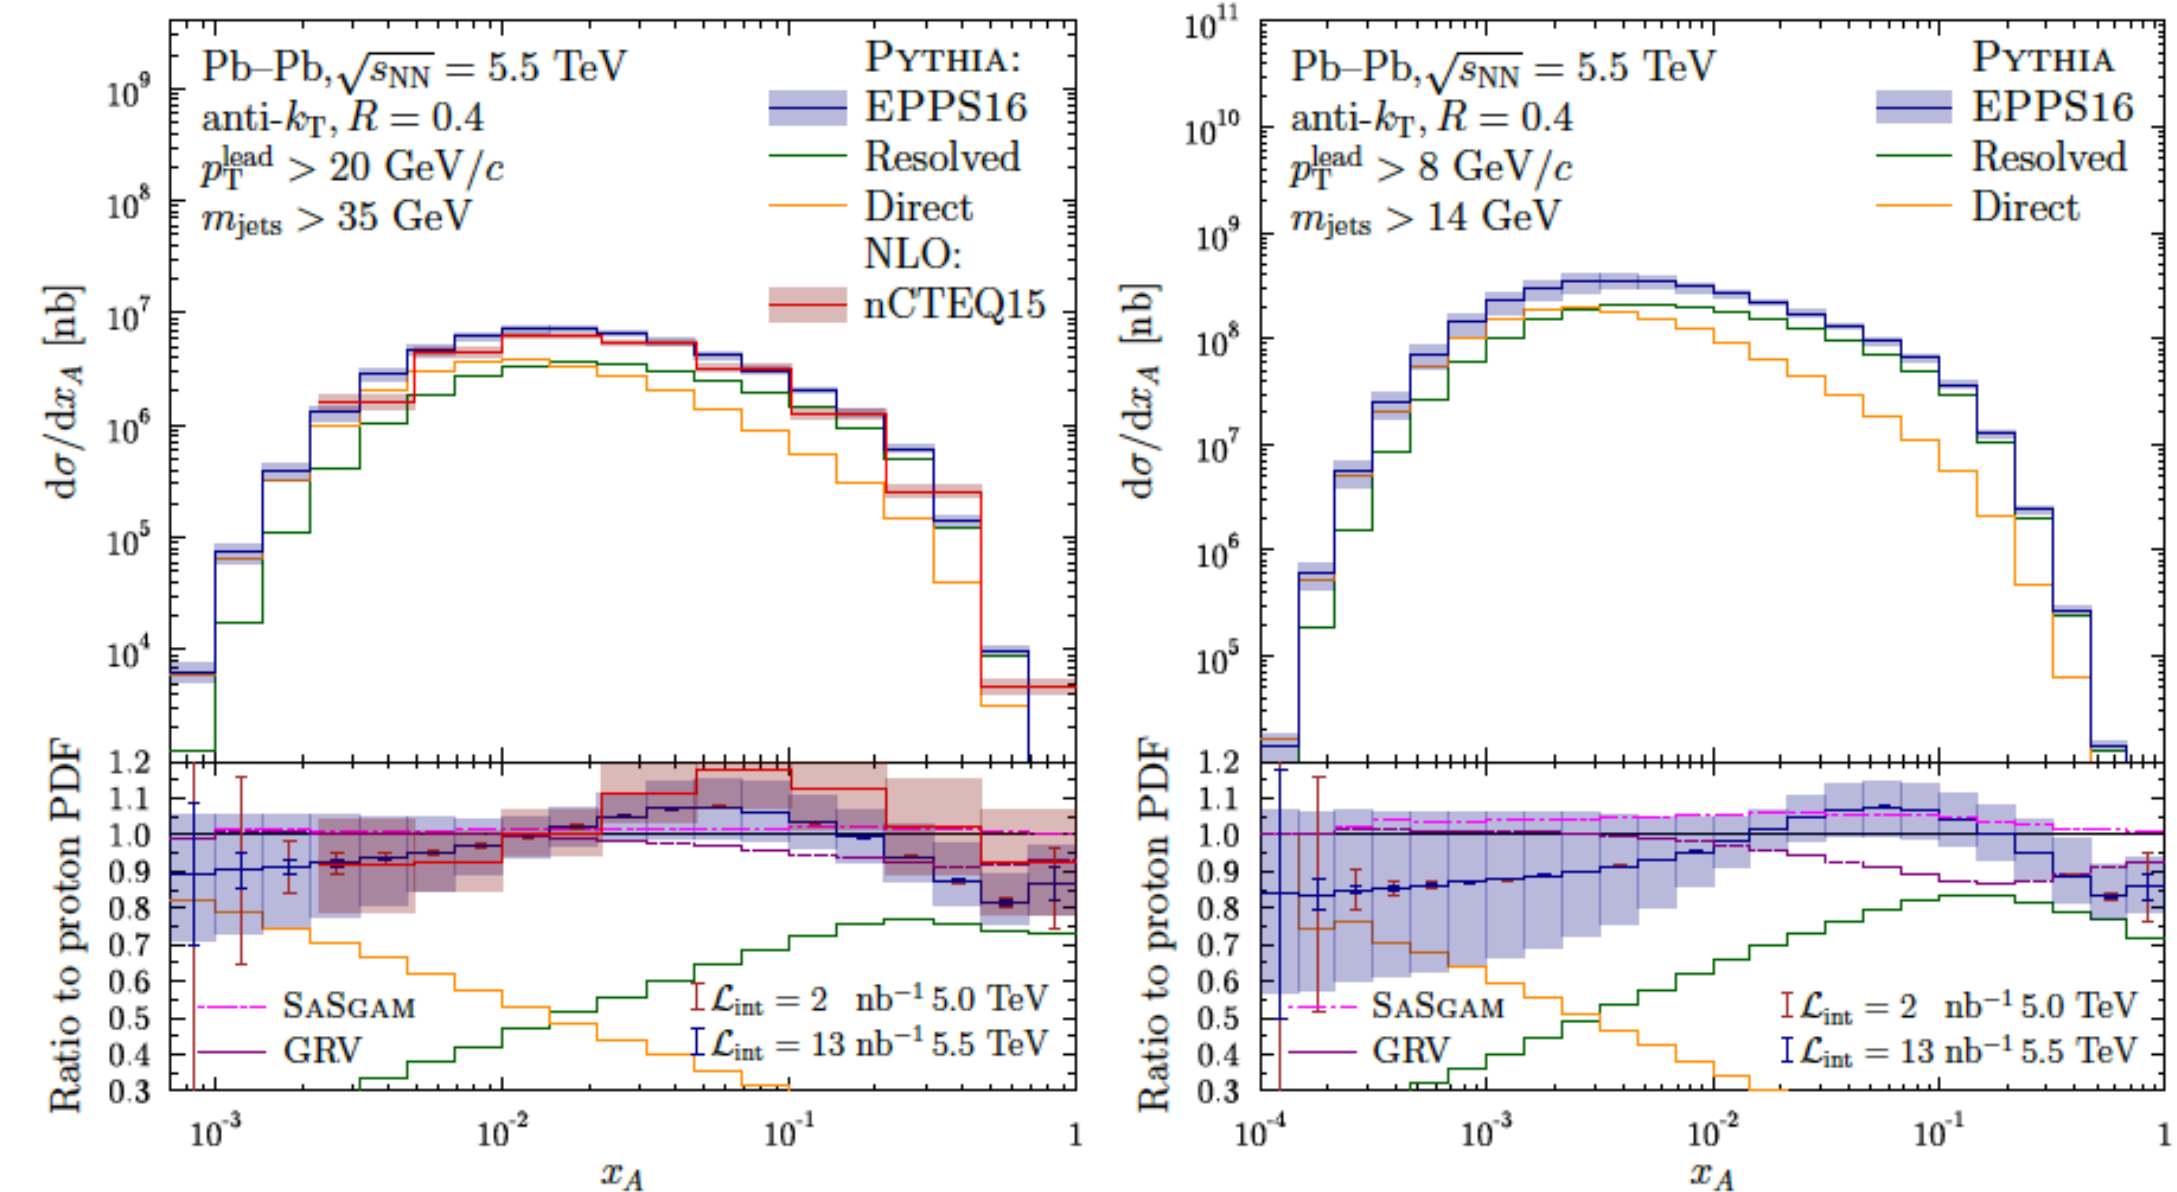 Pb–Pb, √s_NN = 5.5 TeV
anti-k_T, R = 0.4
p_T^lead > 20 GeV/c
m_jets > 35 GeV
PYTHIA:
EPPS16
Resolved
Direct
NLO:
nCTEQ15
dσ/dx_A [nb]
10^9
10^8
10^7
10^6
10^5
10^4
Ratio to proton PDF
1.2
1.1
1.0
0.9
0.8
0.7
0.6
0.5
0.4
0.3
SASGAM
GRV
L_int = 2 nb^−1 5.0 TeV
L_int = 13 nb^−1 5.5 TeV
10^-3 10^-2 10^-1 1
x_A
Pb–Pb, √s_NN = 5.5 TeV
anti-k_T, R = 0.4
p_T^lead > 8 GeV/c
m_jets > 14 GeV
PYTHIA
EPPS16
Resolved
Direct
dσ/dx_A [nb]
10^11
10^10
10^9
10^8
10^7
10^6
10^5
Ratio to proton PDF
1.2
1.1
1.0
0.9
0.8
0.7
0.6
0.5
0.4
0.3
SASGAM
GRV
L_int = 2 nb^−1 5.0 TeV
L_int = 13 nb^−1 5.5 TeV
10^-4 10^-3 10^-2 10^-1 1
x_A